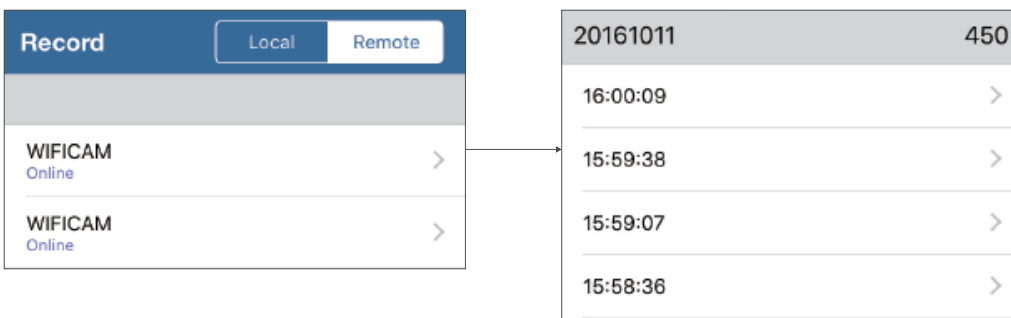 Record Local Remote
WIFICAM
Online
WIFICAM
Online
20161011 450
16:00:09
15:59:38
15:59:07
15:58:36